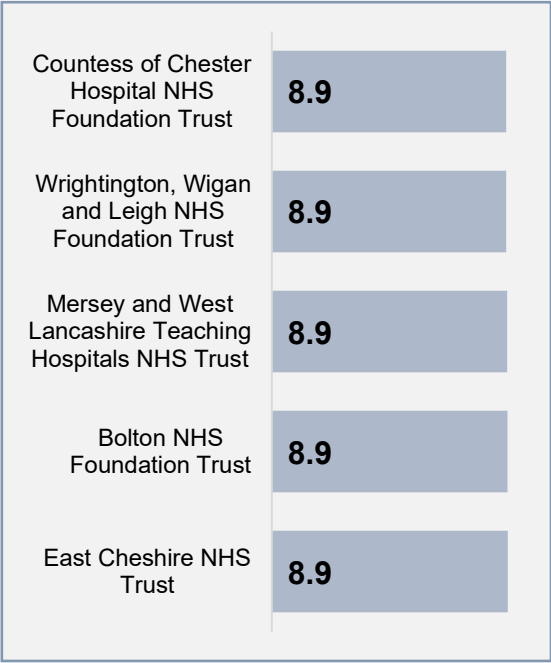 Countess of Chester
Hospital NHS
Foundation Trust
8.9
Wrightington, Wigan
and Leigh NHS
Foundation Trust
8.9
Mersey and West
Lancashire Teaching
Hospitals NHS Trust
8.9
Bolton NHS
Foundation Trust
8.9
East Cheshire NHS
Trust
8.9